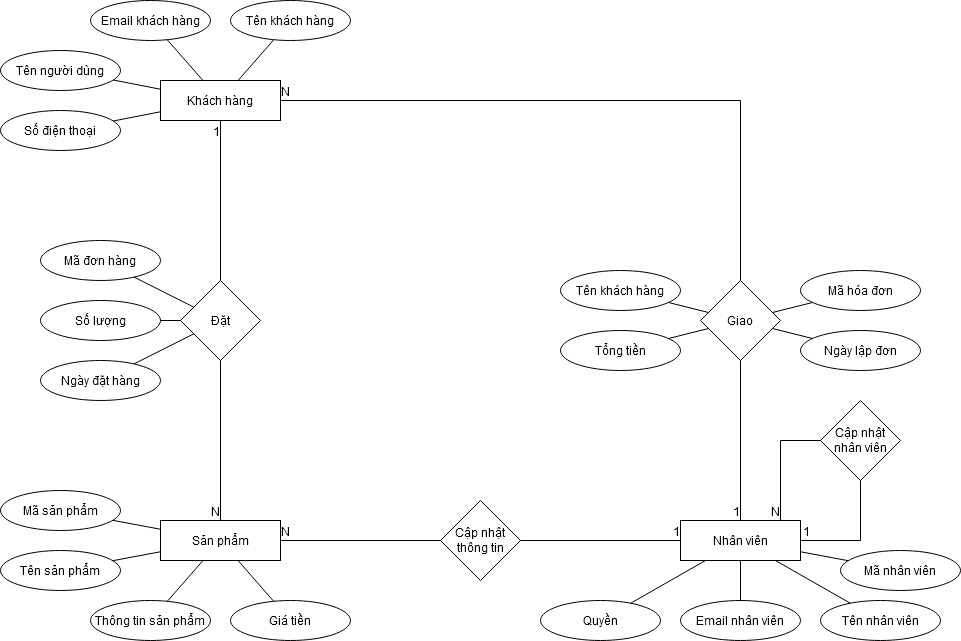 Email khách hàng
Tên khách hàng
Tên người dùng
Khách hàng
N
Số điện thoại
1
Mã đơn hàng
Số lượng
Đặt
Ngày đặt hàng
Tên khách hàng
Mã hóa đơn
Giao
Tổng tiền
Ngày lập đơn
Cập nhật
nhân viên
Mã sản phẩm
N
1
N
Sản phẩm
N
Cập nhật
thông tin
1
Nhân viên
1
Tên sản phẩm
Mã nhân viên
Thông tin sản phẩm
Giá tiền
Quyền
Email nhân viên
Tên nhân viên